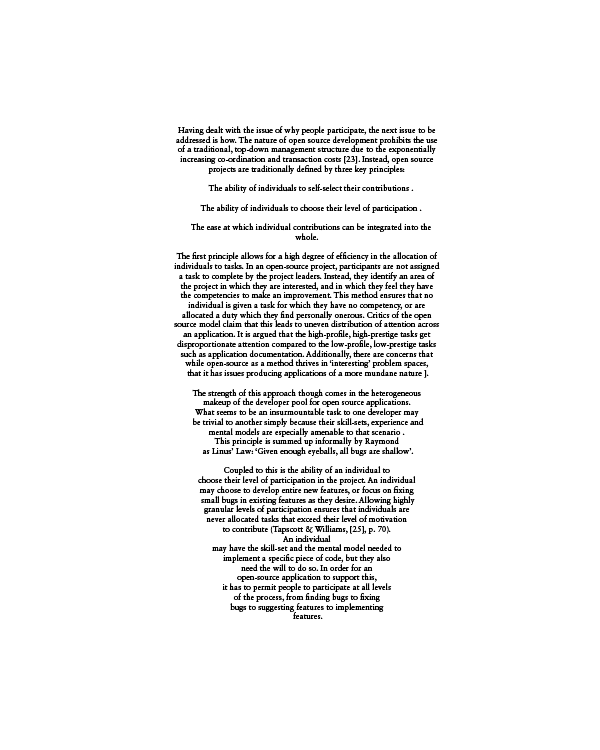 Having dealt with the issue of why people participate, the next issue to be
addressed is how. The nature of open source development prohibits the use
of a traditional, top-down management structure due to the exponentially
increasing co-ordination and transaction costs [23]. Instead, open source
projects are traditionally defined by three key principles:
The ability of individuals to self-select their contributions .
The ability of individuals to choose their level of participation .
The ease at which individual contributions can be integrated into the
whole.
The first principle allows for a high degree of efficiency in the allocation of
individuals to tasks. In an open-source project, participants are not assigned
a task to complete by the project leaders. Instead, they identify an area of
the project in which they are interested, and in which they feel they have
the competencies to make an improvement. This method ensures that no
individual is given a task for which they have no competency, or are
allocated a duty which they find personally onerous. Critics of the open
source model claim that this leads to uneven distribution of attention across
an application. It is argued that the high-profile, high-prestige tasks get
disproportionate attention compared to the low-profile, low-prestige tasks
such as application documentation. Additionally, there are concerns that
while open-source as a method thrives in ‘interesting’ problem spaces,
that it has issues producing applications of a more mundane nature ].
The strength of this approach though comes in the heterogeneous
makeup of the developer pool for open source applications.
What seems to be an insurmountable task to one developer may
be trivial to another simply because their skill-sets, experience and
mental models are especially amenable to that scenario .
This principle is summed up informally by Raymond
as Linus’ Law: ‘Given enough eyeballs, all bugs are shallow’.
Coupled to this is the ability of an individual to
choose their level of participation in the project. An individual
may choose to develop entire new features, or focus on fixing
small bugs in existing features as they desire. Allowing highly
granular levels of participation ensures that individuals are
never allocated tasks that exceed their level of motivation
to contribute (Tapscott & Williams, [25], p. 70).
An individual
may have the skill-set and the mental model needed to
implement a specific piece of code, but they also
need the will to do so. In order for an
open-source application to support this,
it has to permit people to participate at all levels
of the process, from finding bugs to fixing
bugs to suggesting features to implementing
features.